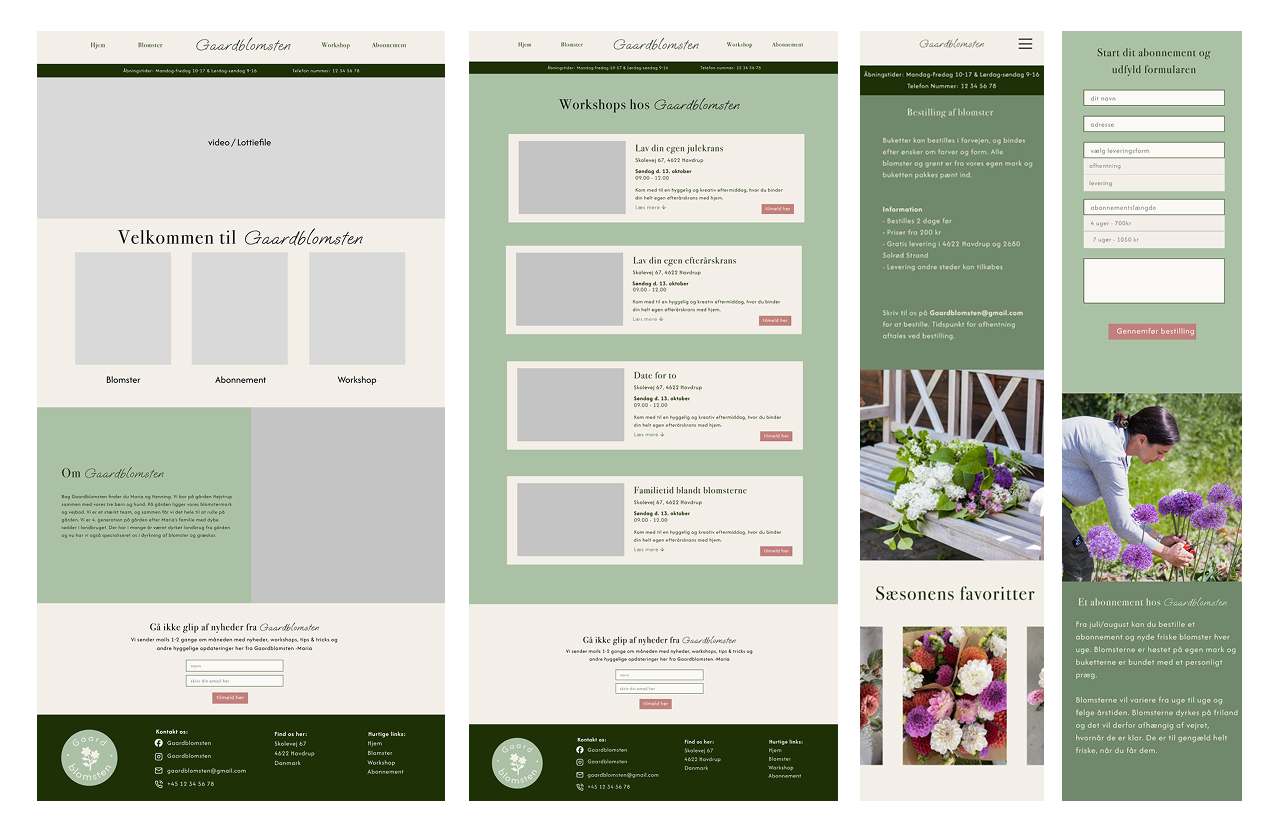 Hjem
Blomster
Gaardblomsten
Workshop
Abonnement
Åbningstider: Mandag-fredag 10-17 & Lørdag-søndag 9-16
Telefon nummer: 12 34 56 78
video / Lottiefile
Velkommen til Gaardblomsten
Blomster
Abonnement
Workshop
Om Gaardblomsten
Bag Gaardblomsten finder du Maria og Henning. Vi bor på gården Højstrup
sammen med vores tre børn og hund. På gården ligger vores blomstermark
og vejbod. Vi er et stærkt team, og sammen får vi det hele til at rulle på
gården. Vi er 4. generation på gården efter Maria's familie med dybe
rødder i landbruget. Der har i mange år været dyrket landbrug fra gården
og nu har vi også specialiseret os i dyrkning af blomster og græskar.
Gå ikke glip af nyheder fra Gaardblomsten
Vi sender mails 1-2 gange om måneden med nyheder, workshops, tips & tricks og
andre hyggelige opdateringer her fra Gaardblomsten -Maria
navn
skriv din email her
tilmeld her
Gaard
blomsten
Kontakt os:
Gaardblomsten
Gaardblomsten
gaardblomsten@gmail.com
+45 12 34 56 78
Find os her:
Skolevej 67
4622 Havdrup
Danmark
Hurtige links:
Hjem
Blomster
Workshop
Abonnement
Hjem
Blomster
Gaardblomsten
Workshop
Abonnement
Åbningstider: Mandag-fredag 10-17 & Lørdag-søndag 9-16
Telefon nummer: 12 34 56 78
Workshops hos Gaardblomsten
Lav din egen julekrans
Skolevej 67, 4622 Havdrup
Søndag d. 13. oktober
09.00 - 12.00
Kom med til en hyggelig og kreativ eftermiddag, hvor du binder
din helt egen efterårskrans med hjem.
Læs mere ↓
tilmeld her
Lav din egen efterårskrans
Skolevej 67, 4622 Havdrup
Søndag d. 13. oktober
09.00 - 12.00
Kom med til en hyggelig og kreativ eftermiddag, hvor du binder
din helt egen efterårskrans med hjem.
Læs mere ↓
tilmeld her
Date for to
Skolevej 67, 4622 Havdrup
Søndag d. 13. oktober
09.00 - 12.00
Kom med til en hyggelig og kreativ eftermiddag, hvor du binder
din helt egen efterårskrans med hjem.
Læs mere ↓
tilmeld her
Familietid blandt blomsterne
Skolevej 67, 4622 Havdrup
Søndag d. 13. oktober
09.00 - 12.00
Kom med til en hyggelig og kreativ eftermiddag, hvor du binder
din helt egen efterårskrans med hjem.
Læs mere ↓
tilmeld her
Gå ikke glip af nyheder fra Gaardblomsten
Vi sender mails 1-2 gange om måneden med nyheder, workshops, tips & tricks og
andre hyggelige opdateringer her fra Gaardblomsten -Maria
navn
skriv din email her
tilmeld her
Gaard
blomsten
Kontakt os:
Gaardblomsten
Gaardblomsten
gaardblomsten@gmail.com
+45 12 34 56 78
Find os her:
Skolevej 67
4622 Havdrup
Danmark
Hurtige links:
Hjem
Blomster
Workshop
Abonnement
Gaardblomsten
Åbningstider: Mandag-Fredag 10-17 & Lørdag-søndag 9-16
Telefon Nummer: 12 34 56 78
Bestilling af blomster
Buketter kan bestilles i forvejen, og bindes
efter ønsker om farver og form. Alle
blomster og grønt er fra vores egen mark og
buketten pakkes pænt ind.
Information
- Bestilles 2 dage før
- Priser fra 200 kr
- Gratis levering i 4622 Havdrup og 2680
Solrød Strand
- Levering andre steder kan tilkøbes
Skriv til os på Gaardblomsten@gmail.com
for at bestille. Tidspunkt for afhentning
aftales ved bestilling.
Sæsonens favoritter
Start dit abonnement og
udfyld formularen
dit navn
adresse
vælg leveringsform
afhentning
levering
abonnementslængde
4 uger - 700kr
7 uger - 1050 kr
Gennemfør bestilling
Et abonnement hos Gaardblomsten
Fra juli/august kan du bestille et
abonnement og nyde friske blomster hver
uge. Blomsterne er høstet på egen mark og
buketterne er bundet med et personligt
præg.
Blomsterne vil variere fra uge til uge og
følge årstiden. Blomsterne dyrkes på friland
og det vil derfor afhængig af vejret,
hvornår de er klar. De er til gengæld helt
friske, når du får dem.